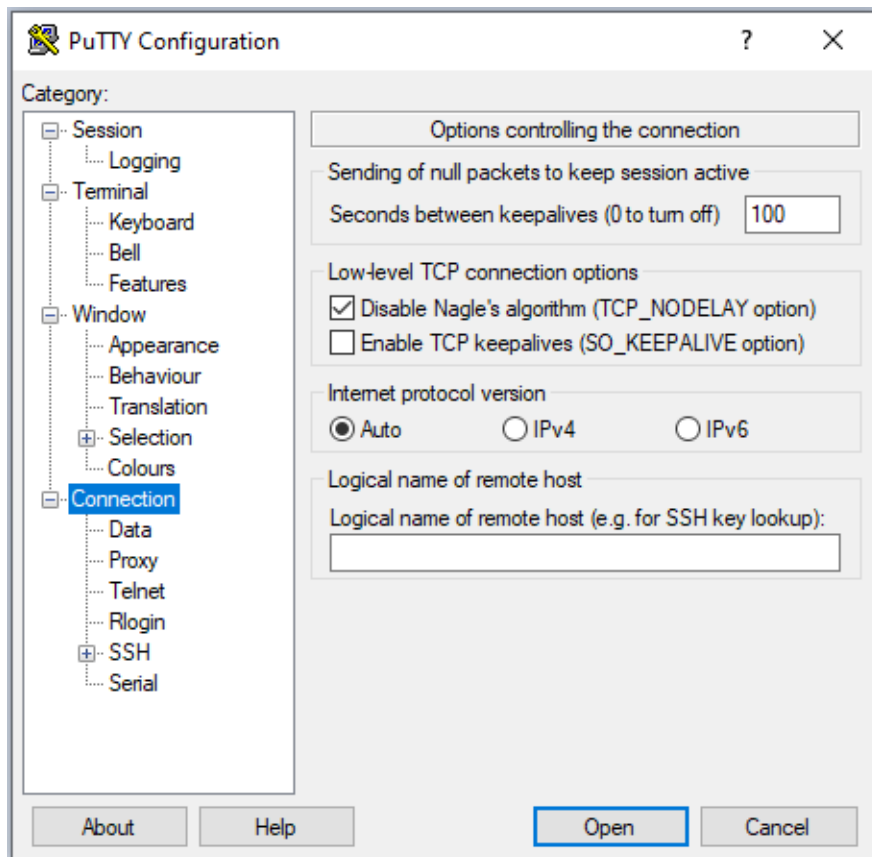 PuTTY Configuration
?
Category:
Session
Logging
Terminal
Keyboard
Bell
Features
Window
Appearance
Behaviour
Translation
Selection
Colours
Connection
Data
Proxy
Telnet
Rlogin
SSH
Serial
Options controlling the connection
Sending of null packets to keep session active
Seconds between keepalives (0 to turn off) 100
Low-level TCP connection options
Disable Nagle's algorithm (TCP_NODELAY option)
Enable TCP keepalives (SO_KEEPALIVE option)
Internet protocol version
Auto IPv4 IPv6
Logical name of remote host
Logical name of remote host (e.g. for SSH key lookup):
About Help Open Cancel